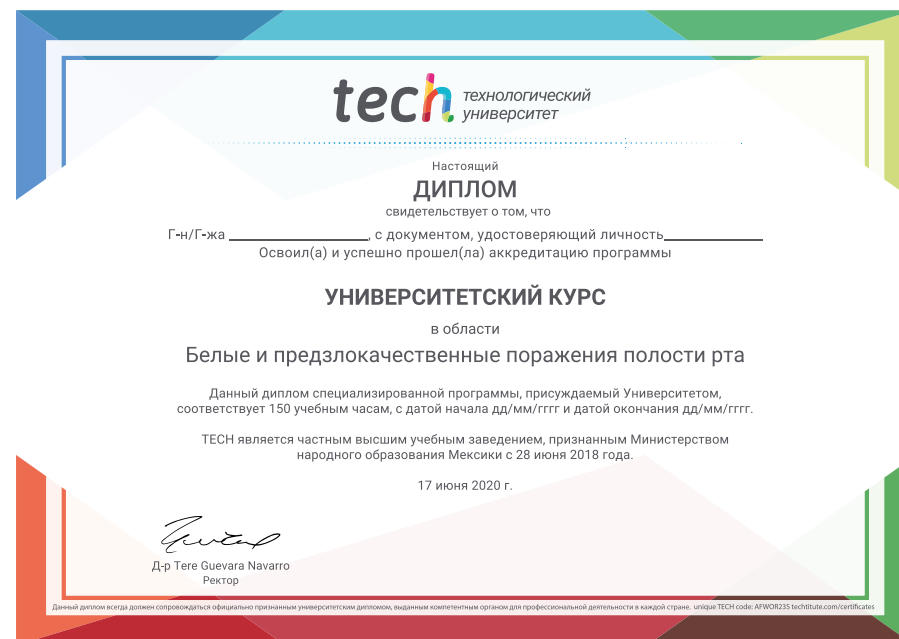 tech технологический
университет
Настоящий
ДИПЛОМ
свидетельствует о том, что
Г-н/Г-жа ____________________, с документом, удостоверяющий личность______________
Освоил(а) и успешно прошел(ла) аккредитацию программы
УНИВЕРСИТЕТСКИЙ КУРС
в области
Белые и предзлокачественные поражения полости рта
Данный диплом специализированной программы, присуждаемый Университетом,
соответствует 150 учебным часам, с датой начала дд/мм/гггг и датой окончания дд/мм/гггг.
TECH является частным высшим учебным заведением, признанным Министерством
народного образования Мексики с 28 июня 2018 года.
17 июня 2020 г.
Д-р Tere Guevara Navarro
Ректор
Данный диплом всегда должен сопровождаться официально признанным университетским дипломом, выданным компетентным органом для профессиональной деятельности в каждой стране. unique TECH code: AFWOR23S techtitute.com/certificates